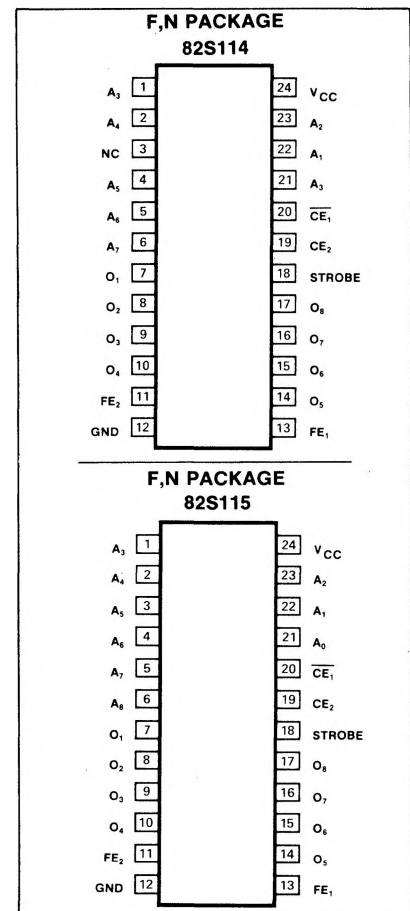 F,N PACKAGE
82S114
A₃ 1 24 V_CC
A₄ 2 23 A₂
NC 3 22 A₁
A₅ 4 21 A₃
A₆ 5 20 C̅E̅₁̅
A₇ 6 19 CE₂
O₁ 7 18 STROBE
O₂ 8 17 O₈
O₃ 9 16 O₇
O₄ 10 15 O₆
FE₂ 11 14 O₅
GND 12 13 FE₁
F,N PACKAGE
82S115
A₃ 1 24 V_CC
A₄ 2 23 A₂
A₅ 3 22 A₁
A₆ 4 21 A₀
A₇ 5 20 C̅E̅₁̅
A₈ 6 19 CE₂
O₁ 7 18 STROBE
O₂ 8 17 O₈
O₃ 9 16 O₇
O₄ 10 15 O₆
FE₂ 11 14 O₅
GND 12 13 FE₁